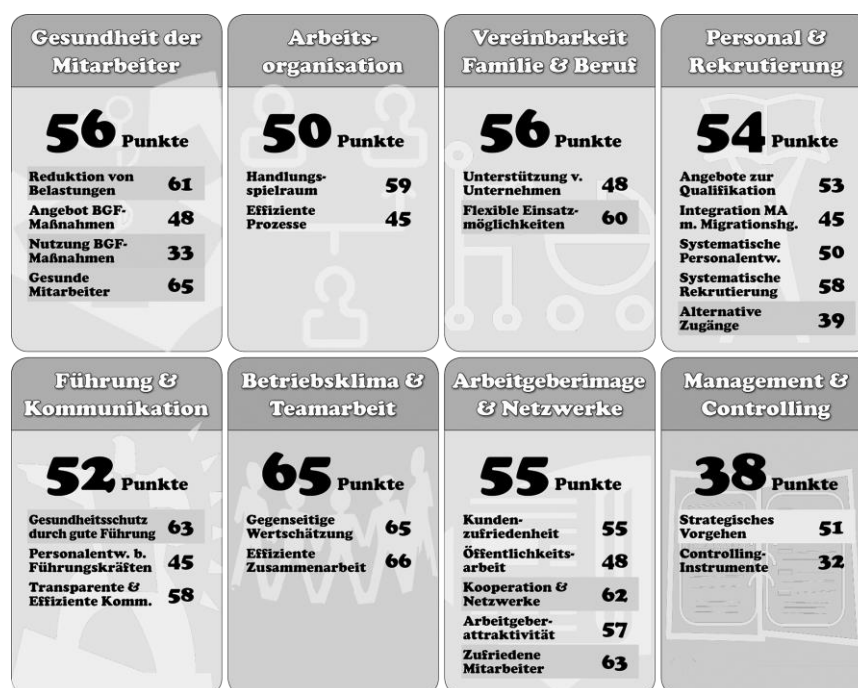 Gesundheit der
Mitarbeiter
56 Punkte
Reduktion von
Belastungen 61
Angebot BGF-
Maßnahmen 48
Nutzung BGF-
Maßnahmen 33
Gesunde
Mitarbeiter 65
Arbeits-
organisation
50 Punkte
Handlungs-
spielraum 59
Effiziente
Prozesse 45
Vereinbarkeit
Familie & Beruf
56 Punkte
Unterstützung v.
Unternehmen 48
Flexible Einsatz-
möglichkeiten 60
Personal &
Rekrutierung
54 Punkte
Angebote zur
Qualifikation 53
Integration MA
m. Migrationshg. 45
Systematische
Personalentw. 50
Systematische
Rekrutierung 58
Alternative
Zugänge 39
Führung &
Kommunikation
52 Punkte
Gesundheitsschutz
durch gute Führung 63
Personalentw. b.
Führungskräften 45
Transparente &
Effiziente Komm. 58
Betriebsklima &
Teamarbeit
65 Punkte
Gegenseitige
Wertschätzung 65
Effiziente
Zusammenarbeit 66
Arbeitgeberimage
& Netzwerke
55 Punkte
Kunden-
zufriedenheit 55
Öffentlichkeits-
arbeit 48
Kooperation &
Netzwerke 62
Arbeitgeber-
attraktivität 57
Zufriedene
Mitarbeiter 63
Management &
Controlling
38 Punkte
Strategisches
Vorgehen 51
Controlling-
Instrumente 32